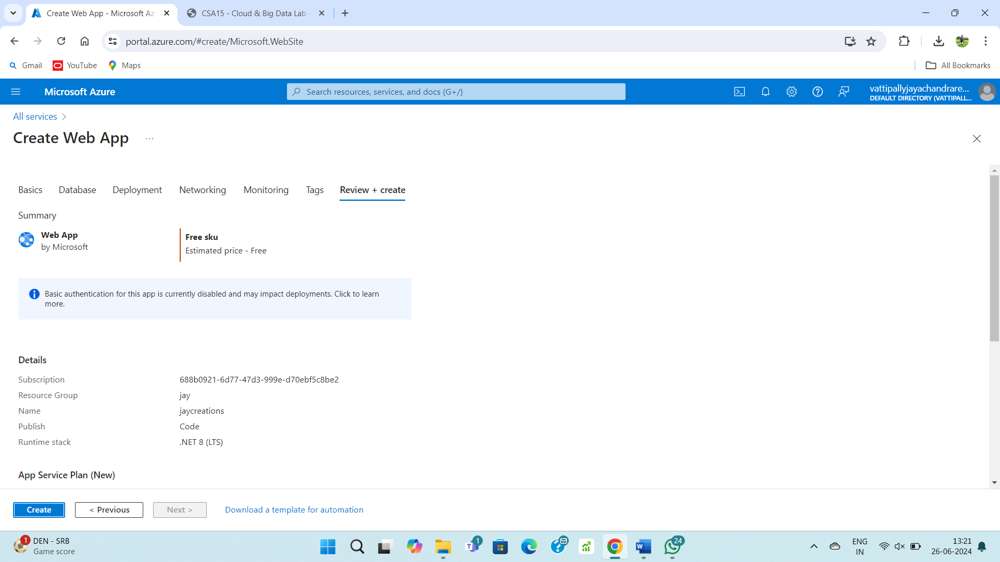 Create Web App - Microsoft Az
CSA15 - Cloud & Big Data Lab -
portal.azure.com/#create/Microsoft.WebSite
Gmail
YouTube
Maps
All Bookmarks
Microsoft Azure
Search resources, services, and docs (G+/)
vattipallyjayachandrare...
DEFAULT DIRECTORY (VATTIPALL...
All services >
Create Web App ...
Basics Database Deployment Networking Monitoring Tags Review + create
Summary
Web App
by Microsoft
Free sku
Estimated price - Free
Basic authentication for this app is currently disabled and may impact deployments. Click to learn
more.
Details
Subscription 688b0921-6d77-47d3-999e-d70ebf5c8be2
Resource Group jay
Name jaycreations
Publish Code
Runtime stack .NET 8 (LTS)
App Service Plan (New)
Create < Previous Next > Download a template for automation
1
DEN - SRB
Game score
1
24
ENG
IN
13:21
26-06-2024